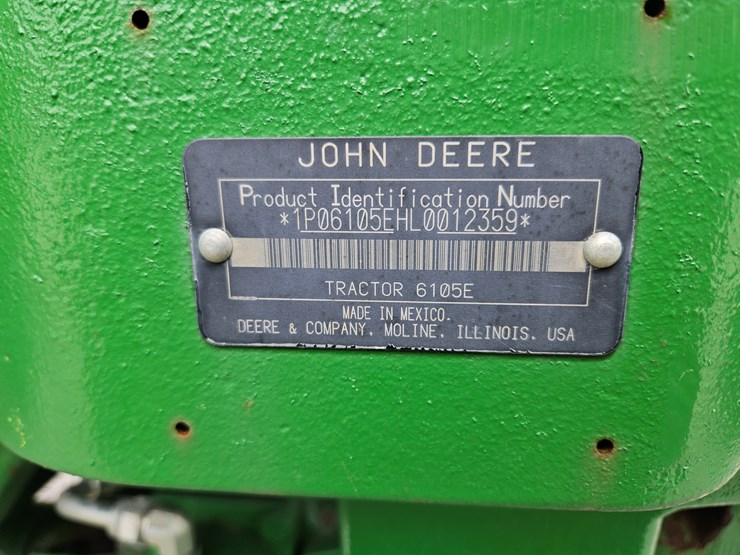 JOHN DEERE
Product Identification Number
*1P06105EHL0012359*
TRACTOR 6105E
MADE IN MEXICO.
DEERE & COMPANY. MOLINE. ILLINOIS. USA